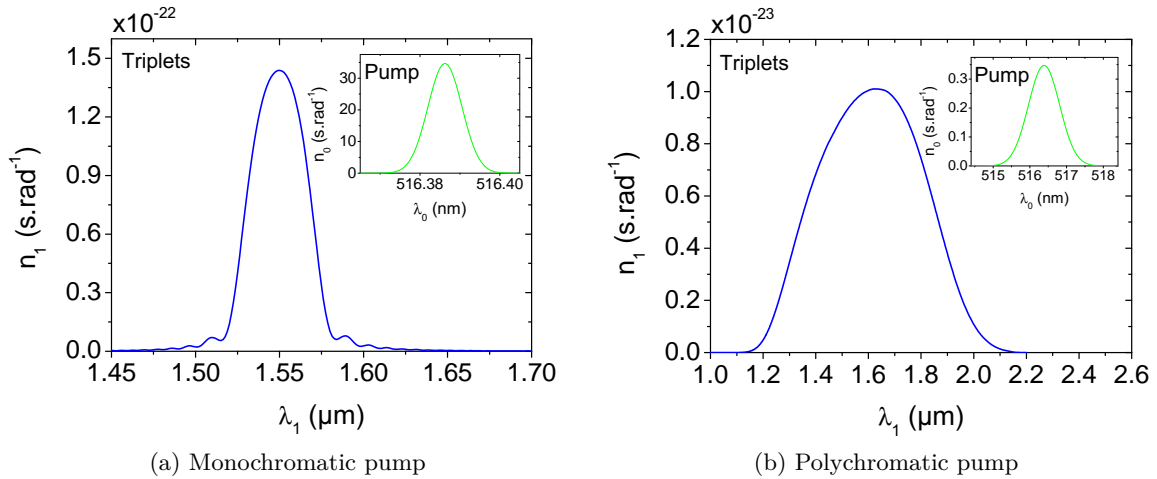 x10⁻²²
Triplets
Pump
n₀ (s.rad⁻¹)
30
20
10
0
516.38 516.40
λ₀ (nm)
n₁ (s.rad⁻¹)
1.5
1.2
0.9
0.6
0.3
0.0
1.45 1.50 1.55 1.60 1.65 1.70
λ₁ (µm)
(a) Monochromatic pump
x10⁻²³
Triplets
Pump
n₀ (s.rad⁻¹)
0.3
0.2
0.1
0.0
515 516 517 518
λ₀ (nm)
n₁ (s.rad⁻¹)
1.2
1.0
0.8
0.6
0.4
0.2
0.0
1.0 1.2 1.4 1.6 1.8 2.0 2.2 2.4 2.6
λ₁ (µm)
(b) Polychromatic pump